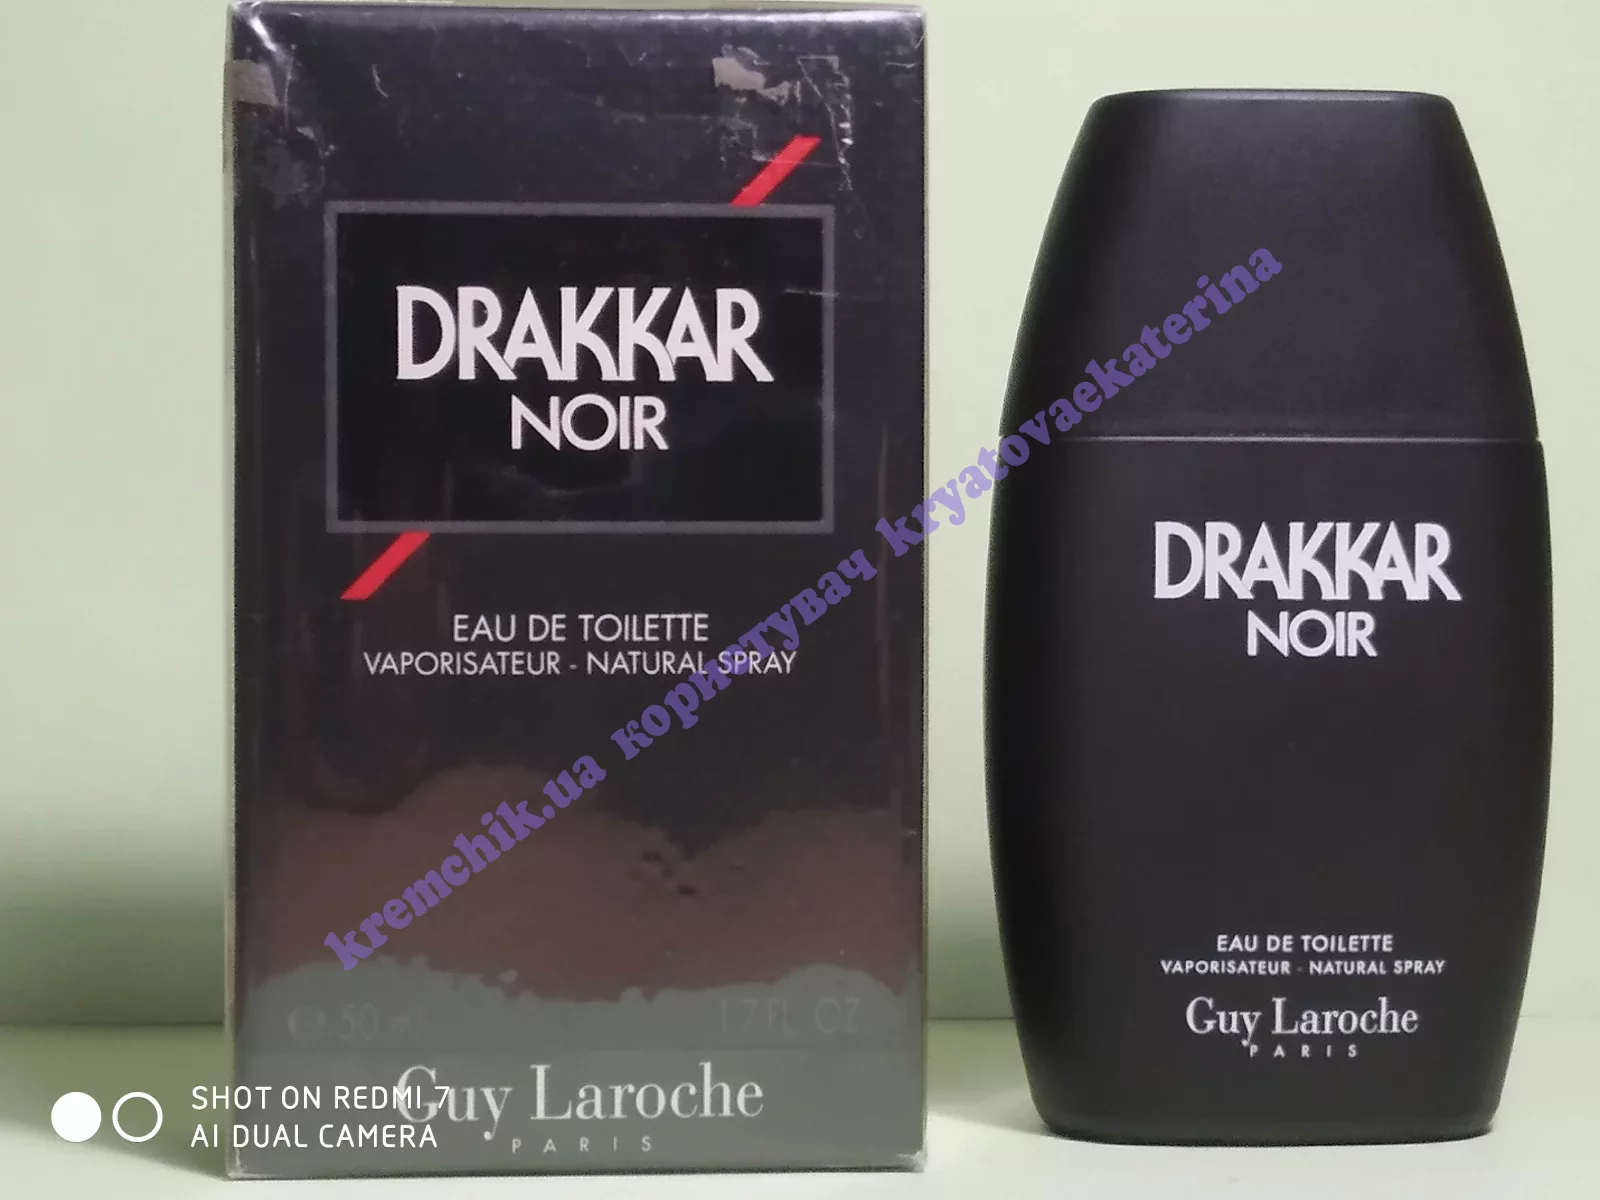 DRAKKAR
NOIR
EAU DE TOILETTE
VAPORISATEUR - NATURAL SPRAY
℮ 50 ml 1.7 FL OZ
Guy Laroche
PARIS
DRAKKAR
NOIR
EAU DE TOILETTE
VAPORISATEUR - NATURAL SPRAY
Guy Laroche
PARIS
kremchik.ua користувач kryatovaekaterina
SHOT ON REDMI 7
AI DUAL CAMERA